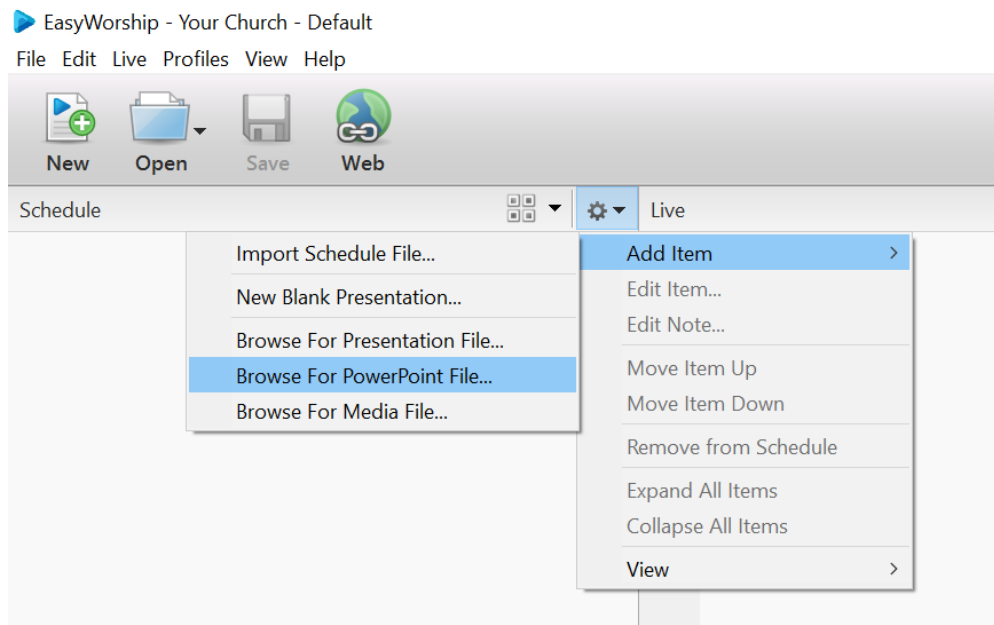 EasyWorship - Your Church - Default
File Edit Live Profiles View Help
New Open Save Web
Schedule Live
Import Schedule File...
New Blank Presentation...
Browse For Presentation File...
Browse For PowerPoint File...
Browse For Media File...
Add Item
Edit Item...
Edit Note...
Move Item Up
Move Item Down
Remove from Schedule
Expand All Items
Collapse All Items
View